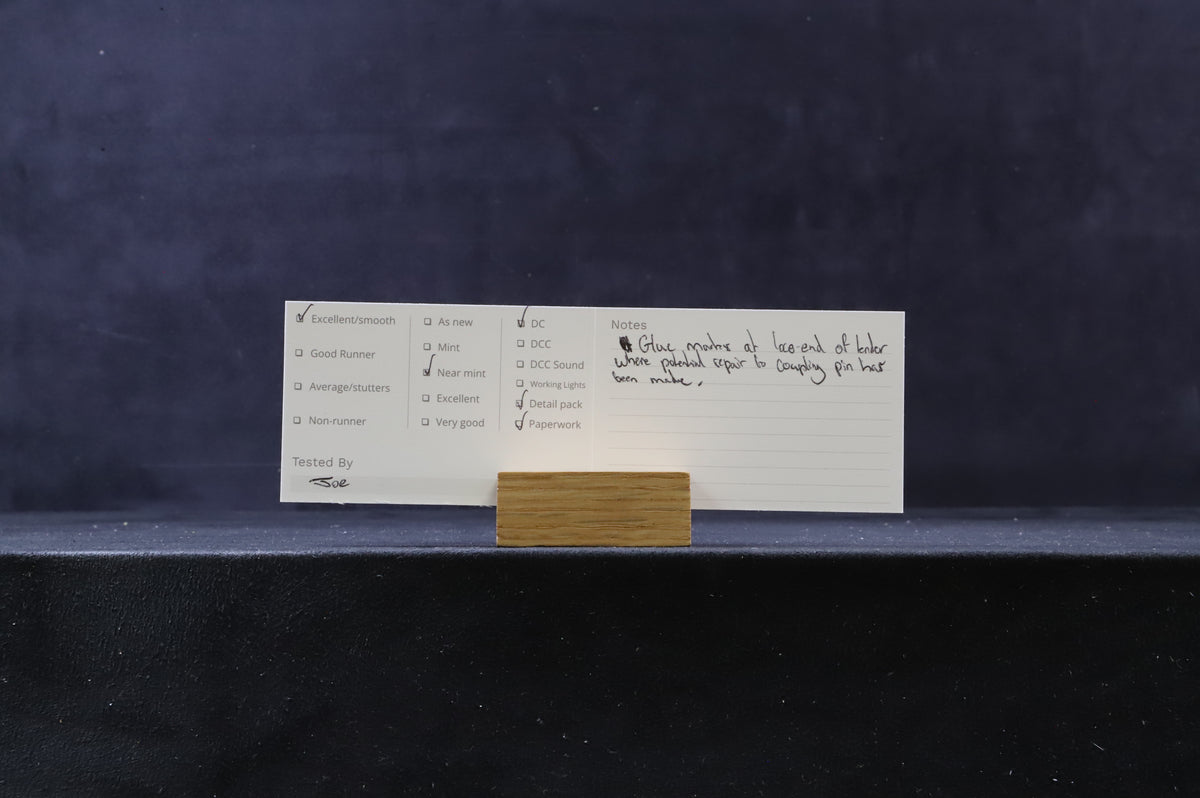 Excellent/smooth
Good Runner
Average/stutters
Non-runner
Tested By
Joe
As new
Mint
Near mint
Excellent
Very good
DC
DCC
DCC Sound
Working Lights
Detail pack
Paperwork
Notes
Glue marks at loco-end of tender
where potential repair to coupling pin has
been made.